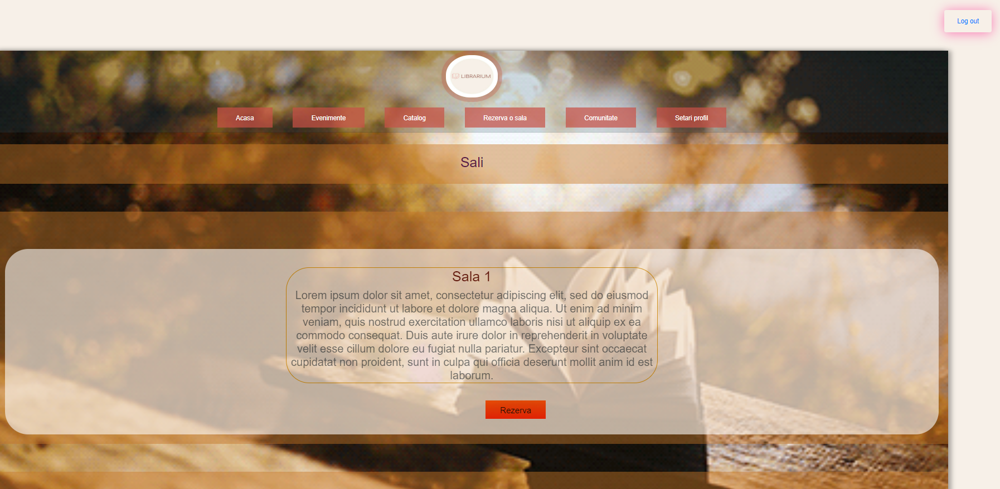 Log out
LIBRARIUM
Acasa
Evenimente
Catalog
Rezerva o sala
Comunitate
Setari profil
Sali
Sala 1
Lorem ipsum dolor sit amet, consectetur adipiscing elit, sed do eiusmod
tempor incididunt ut labore et dolore magna aliqua. Ut enim ad minim
veniam, quis nostrud exercitation ullamco laboris nisi ut aliquip ex ea
commodo consequat. Duis aute irure dolor in reprehenderit in voluptate
velit esse cillum dolore eu fugiat nulla pariatur. Excepteur sint occaecat
cupidatat non proident, sunt in culpa qui officia deserunt mollit anim id est
laborum.
Rezerva